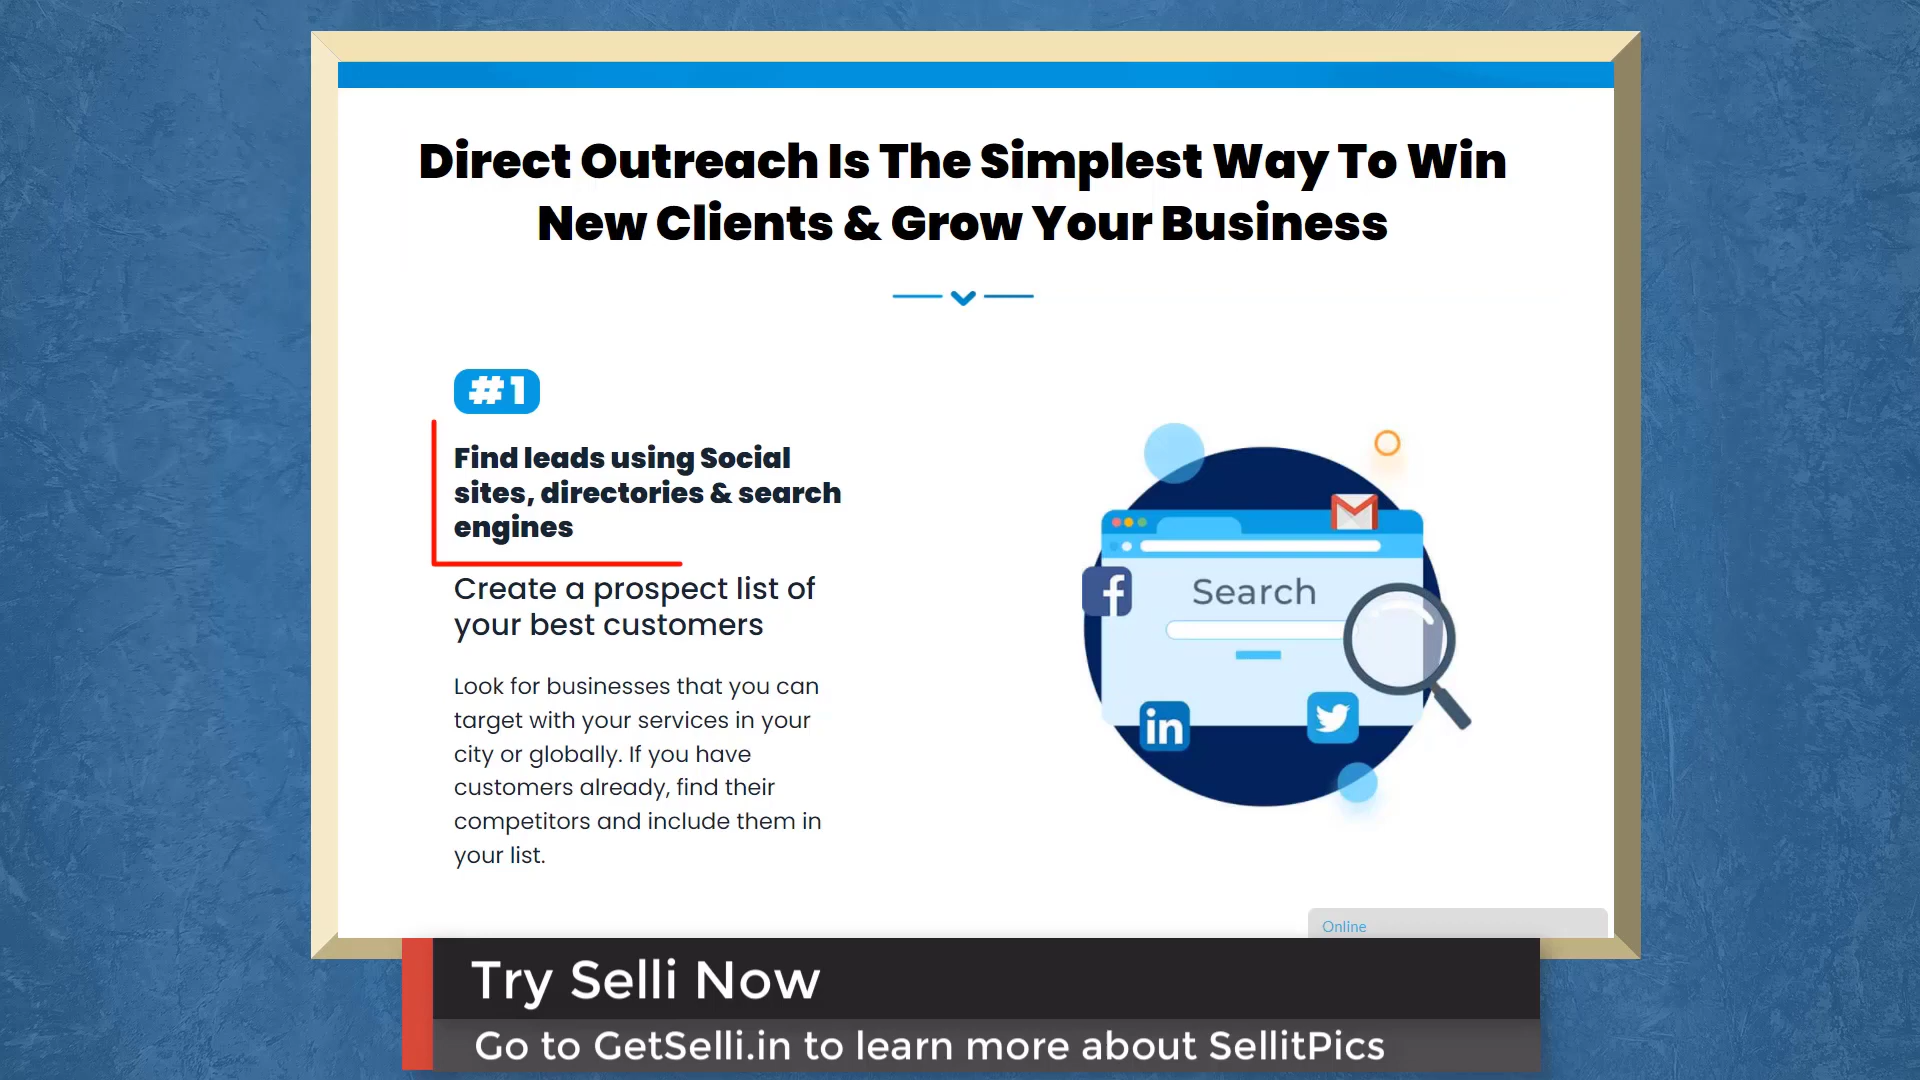 Direct Outreach Is The Simplest Way To Win
New Clients & Grow Your Business
#1
Find leads using Social
sites, directories & search
engines
Create a prospect list of
your best customers
Look for businesses that you can
target with your services in your
city or globally. If you have
customers already, find their
competitors and include them in
your list.
Search
f
in
Online
Try Selli Now
Go to GetSelli.in to learn more about SellitPics